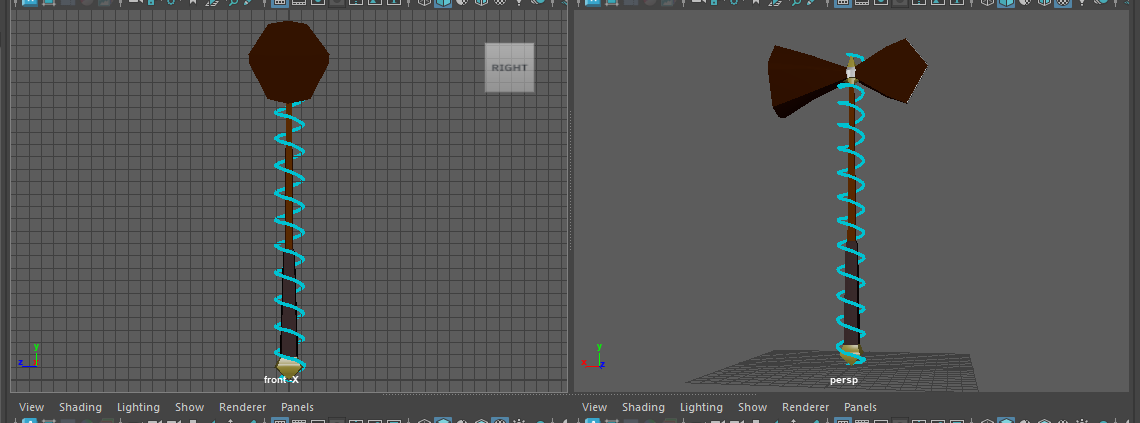 RIGHT
y
z
front -X
y
x
z
persp
View Shading Lighting Show Renderer Panels
View Shading Lighting Show Renderer Panels